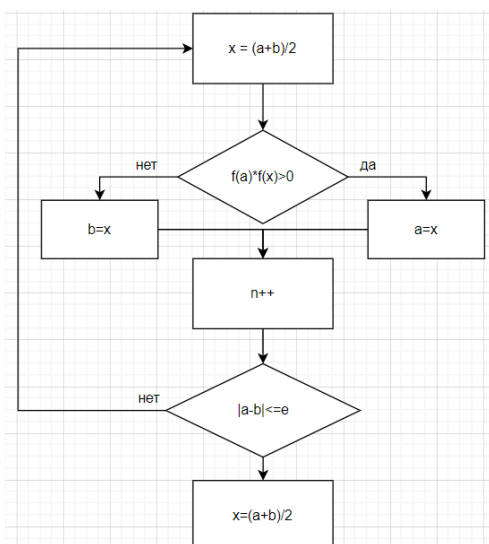 x = (a+b)/2
нет
f(a)*f(x)>0
да
b=x
a=x
n++
нет
|a-b|<=e
x=(a+b)/2